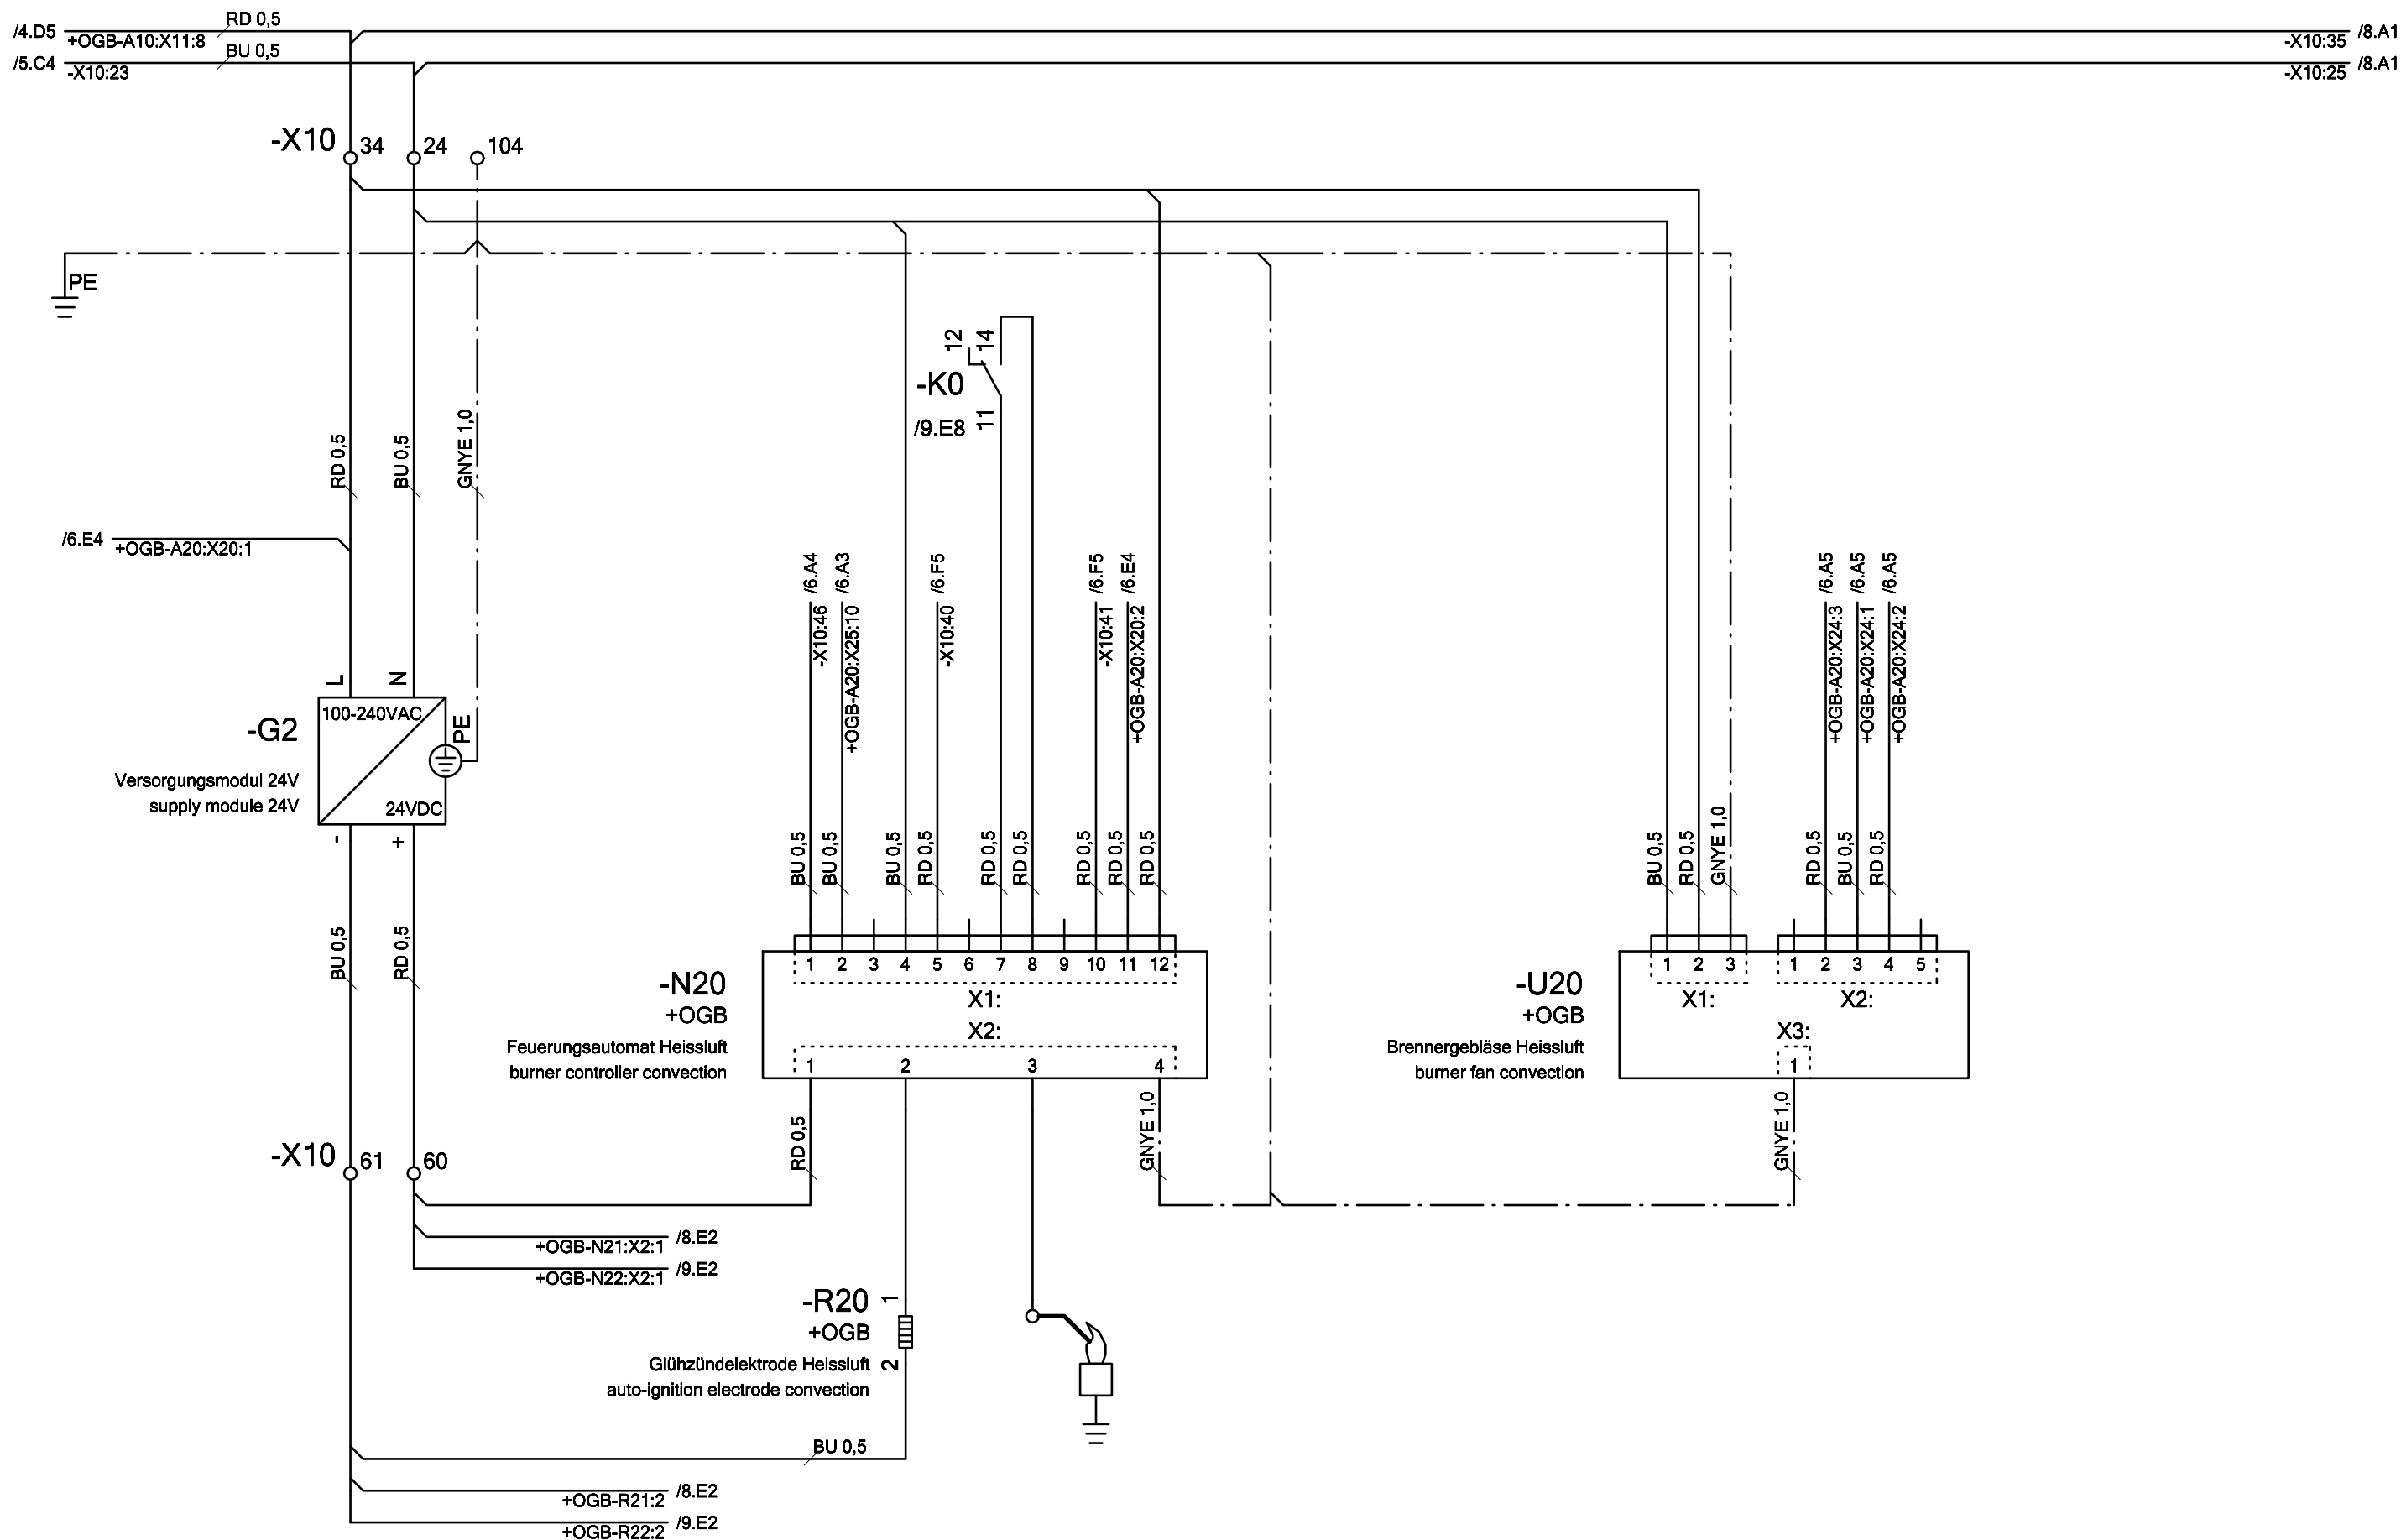 /4.D5
RD 0,5
+OGB-A10:X11:8
/8.A1
-X10:35
/5.C4
BU 0,5
-X10:23
/8.A1
-X10:25
-X10
34
24
104
PE
12
14
-K0
/9.E8
11
RD 0,5
BU 0,5
GNYE 1,0
/6.E4
+OGB-A20:X20:1
/6.A4
-X10:46
/6.A3
+OGB-A20:X25:10
/6.F5
-X10:40
/6.F5
-X10:41
/6.E4
+OGB-A20:X20:2
/6.A5
+OGB-A20:X24:3
/6.A5
+OGB-A20:X24:1
/6.A5
+OGB-A20:X24:2
L
N
100-240VAC
-G2
PE
Versorgungsmodul 24V
supply module 24V
24VDC
-
+
BU 0,5
BU 0,5
BU 0,5
RD 0,5
RD 0,5
RD 0,5
RD 0,5
RD 0,5
RD 0,5
BU 0,5
RD 0,5
GNYE 1,0
RD 0,5
BU 0,5
RD 0,5
BU 0,5
RD 0,5
1 2 3 4 5 6 7 8 9 10 11 12
X1:
-N20
+OGB
X2:
Feuerungsautomat Heissluft
burner controller convection
1 2 3 4
-U20
+OGB
1 2 3
X1:
1 2 3 4 5
X2:
X3:
Brennergebläse Heissluft
burner fan convection
1
RD 0,5
GNYE 1,0
GNYE 1,0
-X10
61
60
/8.E2
+OGB-N21:X2:1
/9.E2
+OGB-N22:X2:1
-R20
1
+OGB
Glühzündelektrode Heissluft
2
auto-ignition electrode convection
BU 0,5
/8.E2
+OGB-R21:2
/9.E2
+OGB-R22:2